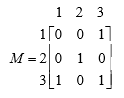 1 2 3
1 [0 0 1]
M = 2 [0 1 0]
3 [1 0 1]